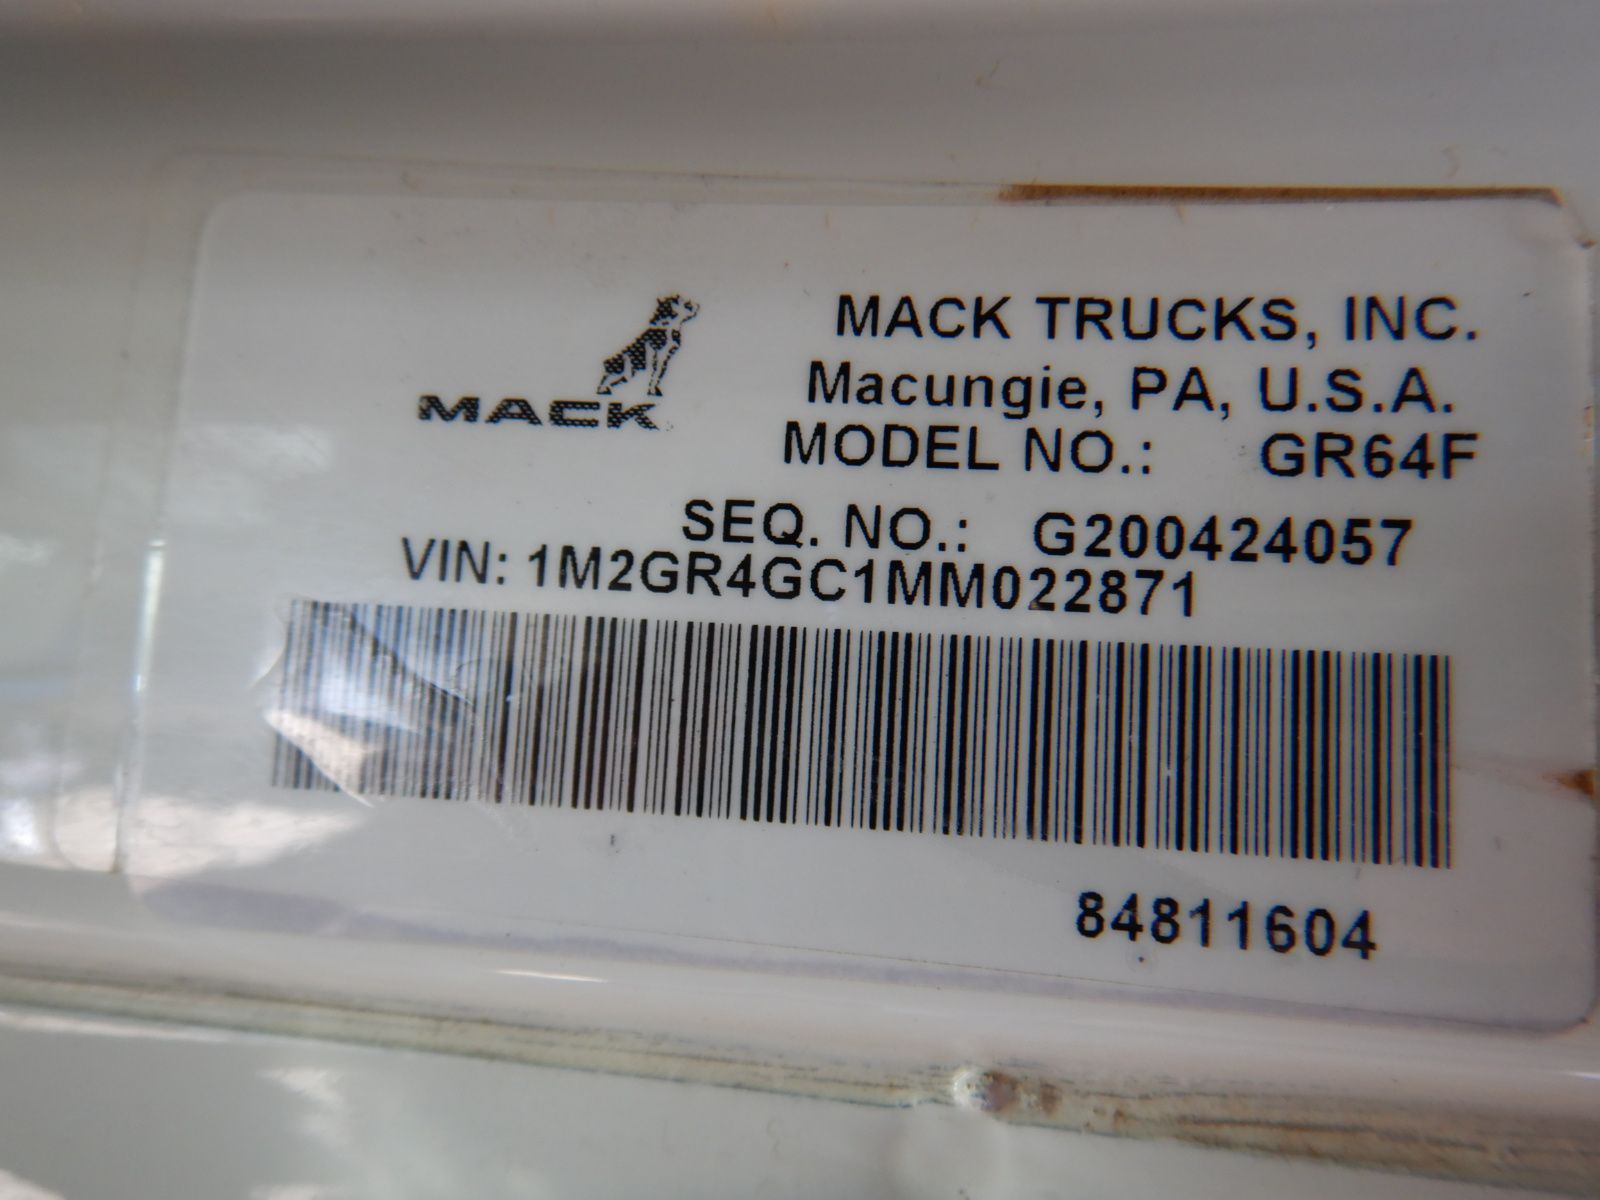 MACK
MACK TRUCKS, INC.
Macungie, PA, U.S.A.
MODEL NO.: GR64F
SEQ. NO.: G200424057
VIN: 1M2GR4GC1MM022871
84811604